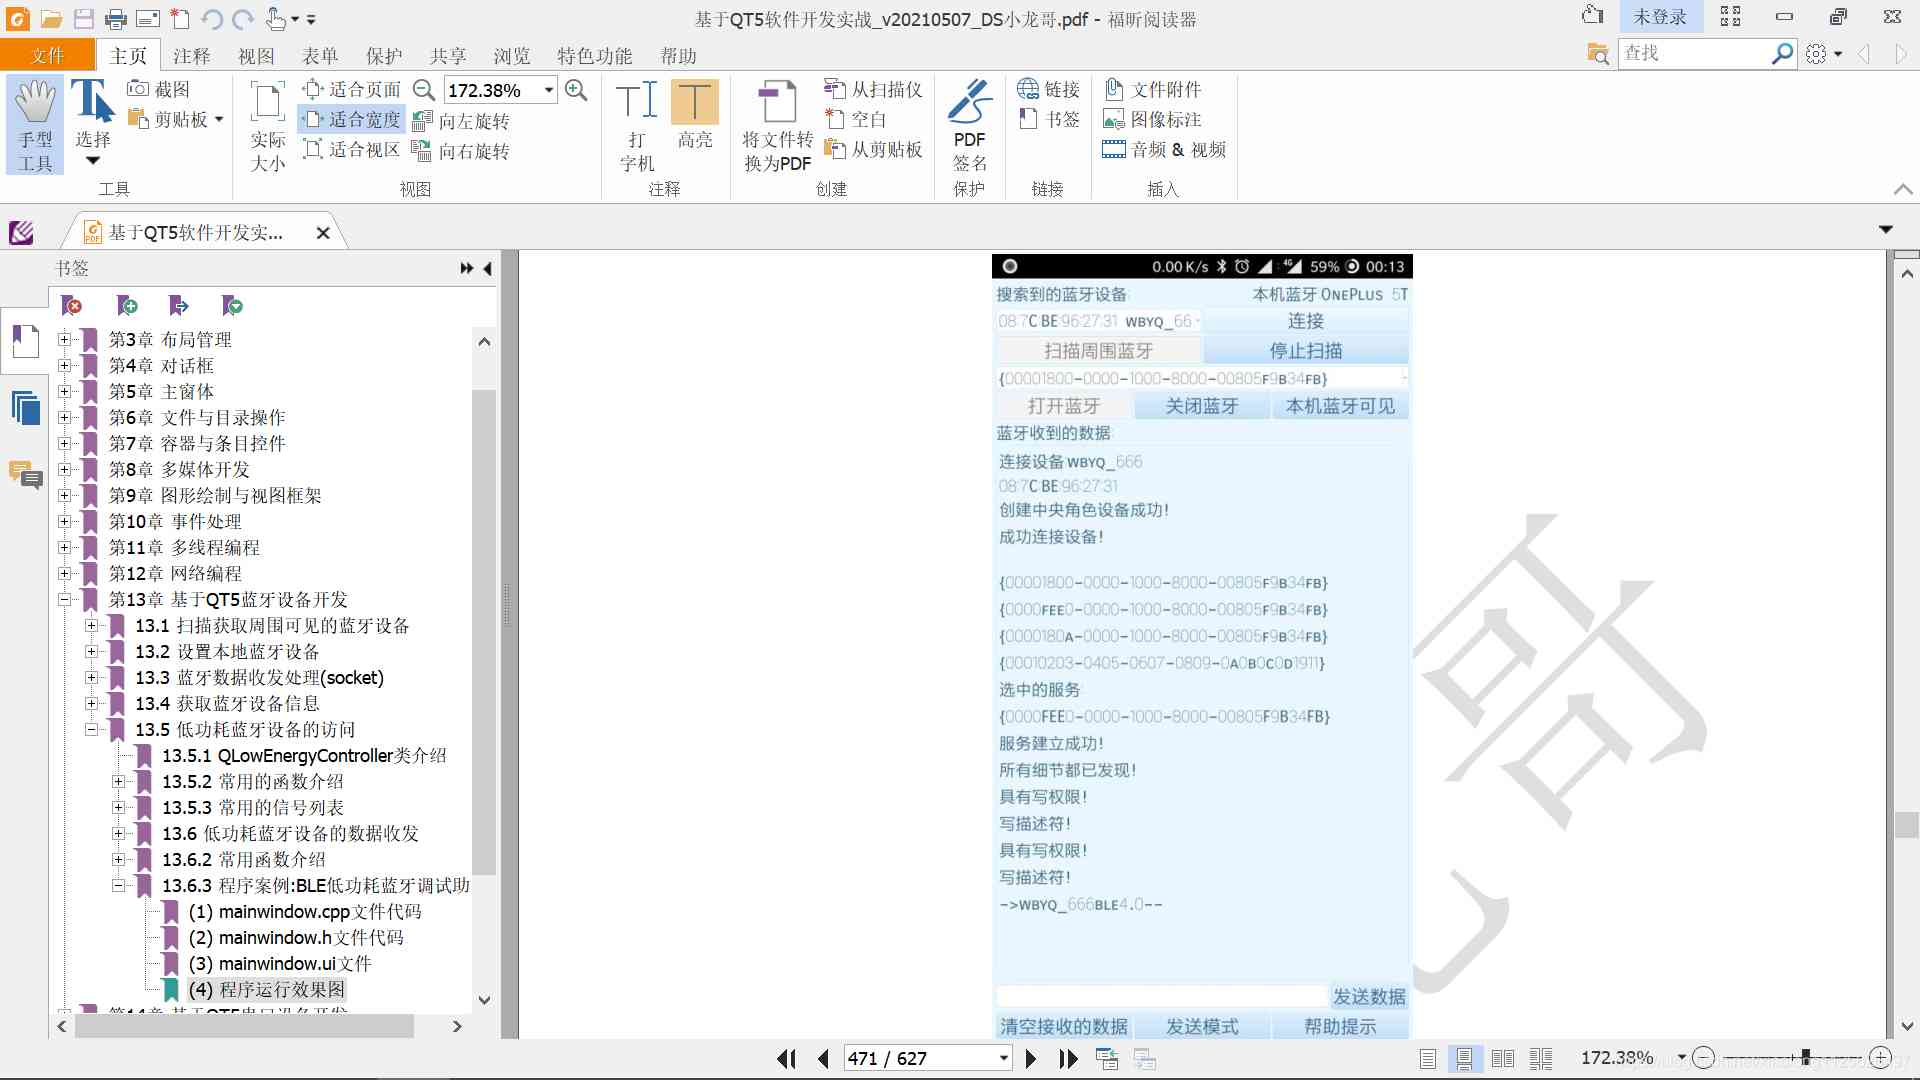 基于QT5软件开发实战_v20210507_DS小龙哥.pdf - 福昕阅读器
未登录
文件 主页 注释 视图 表单 保护 共享 浏览 特色功能 帮助
查找
手型
工具
选择
截图
剪贴板
工具
实际
大小
适合页面
适合宽度
适合视区
172.38%
向左旋转
向右旋转
视图
打
字机
高亮
注释
将文件转
换为PDF
从扫描仪
空白
从剪贴板
创建
PDF
签名
保护
链接
书签
链接
文件附件
图像标注
音频 & 视频
插入
基于QT5软件开发实...
书签
第3章 布局管理
第4章 对话框
第5章 主窗体
第6章 文件与目录操作
第7章 容器与条目控件
第8章 多媒体开发
第9章 图形绘制与视图框架
第10章 事件处理
第11章 多线程编程
第12章 网络编程
第13章 基于QT5蓝牙设备开发
13.1 扫描获取周围可见的蓝牙设备
13.2 设置本地蓝牙设备
13.3 蓝牙数据收发处理(socket)
13.4 获取蓝牙设备信息
13.5 低功耗蓝牙设备的访问
13.5.1 QLowEnergyController类介绍
13.5.2 常用的函数介绍
13.5.3 常用的信号列表
13.6 低功耗蓝牙设备的数据收发
13.6.2 常用函数介绍
13.6.3 程序案例:BLE低功耗蓝牙调试助
(1) mainwindow.cpp文件代码
(2) mainwindow.h文件代码
(3) mainwindow.ui文件
(4) 程序运行效果图
0.00 K/s 4G 59% 00:13
搜索到的蓝牙设备: 本机蓝牙:OnePlus 5T
08:7C:BE:96:27:31 WBYQ_66
连接
扫描周围蓝牙 停止扫描
{00001800-0000-1000-8000-00805F9B34FB}
打开蓝牙 关闭蓝牙 本机蓝牙可见
蓝牙收到的数据:
连接设备:WBYQ_666
08:7C:BE:96:27:31
创建中央角色设备成功!
成功连接设备!
{00001800-0000-1000-8000-00805F9B34FB}
{0000FEE0-0000-1000-8000-00805F9B34FB}
{0000180A-0000-1000-8000-00805F9B34FB}
{00010203-0405-0607-0809-0A0B0C0D1911}
选中的服务:
{0000FEE0-0000-1000-8000-00805F9B34FB}
服务建立成功!
所有细节都已发现!
具有写权限!
写描述符!
具有写权限!
写描述符!
->WBYQ_666BLE4.0--
发送数据
清空接收的数据 发送模式 帮助提示
哥
471 / 627
172.38%